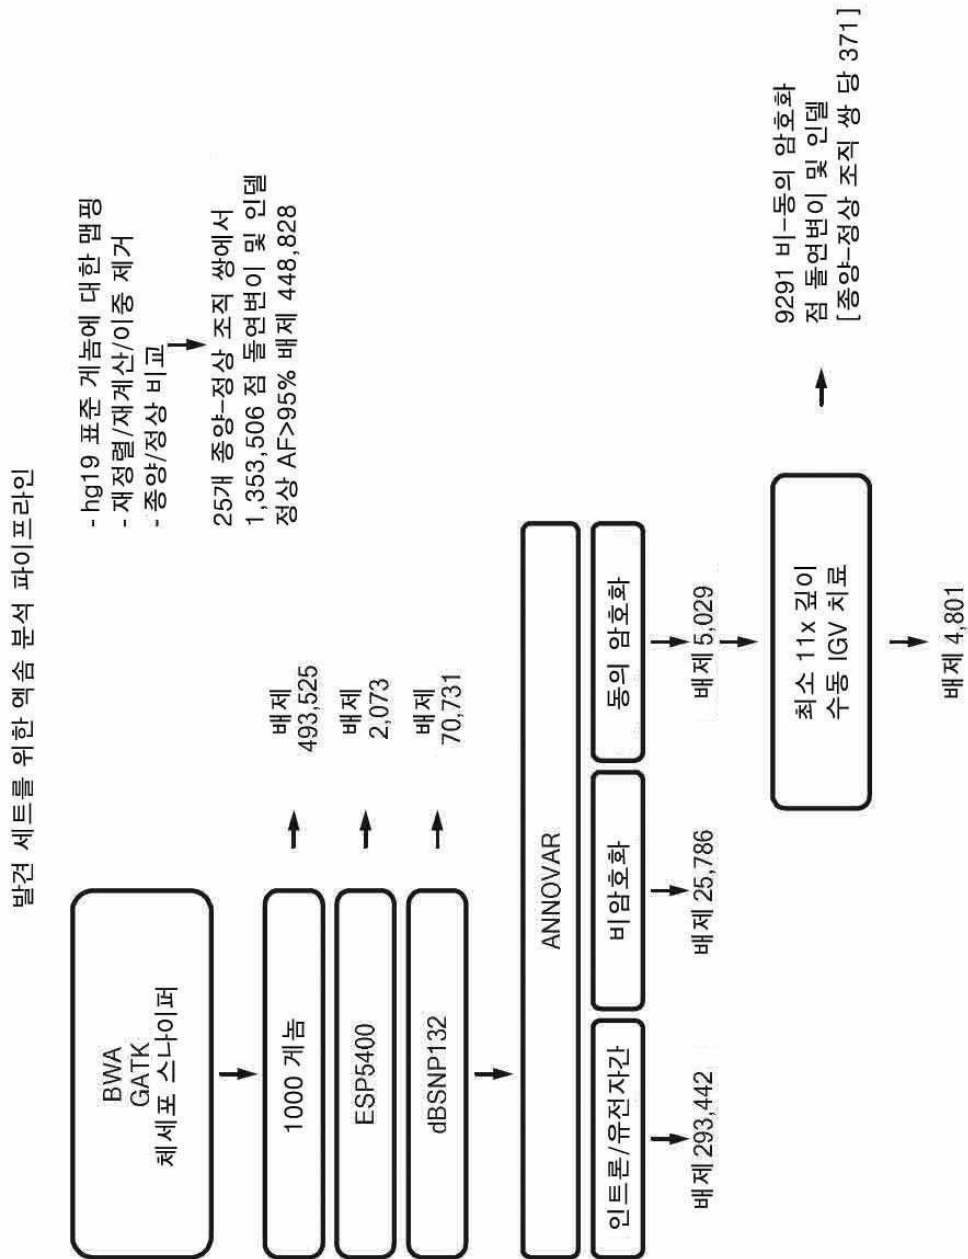 발견 세트를 위한 엑솜 분석 파이프라인
BWA
GATK
체세포 스나이퍼
- hg19 표준 게놈에 대한 맵핑
- 재정렬/재계산/이중 제거
- 종양/정상 비교
25개 종양-정상 조직 쌍에서
1,353,506 점 돌연변이 및 인델
정상 AF>95% 배제 448,828
1000 게놈
배제
493,525
ESP5400
배제
2,073
dBSNP132
배제
70,731
ANNOVAR
인트론/유전자간
비암호화
동의 암호화
배제 293,442
배제 25,786
배제 5,029
최소 11x 깊이
수동 IGV 치료
9291 비-동의 암호화
점 돌연변이 및 인델
[종양-정상 조직 쌍 당 371]
배제 4,801